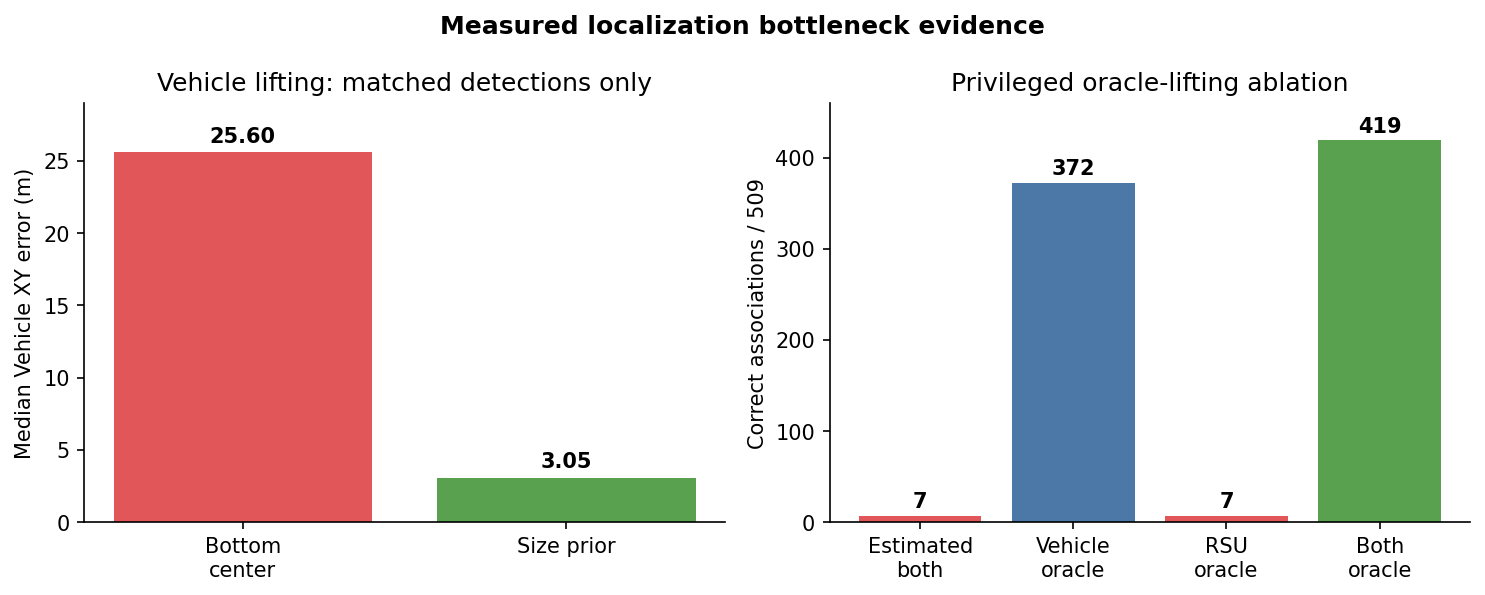 Measured localization bottleneck evidence
Vehicle lifting: matched detections only
Median Vehicle XY error (m)
25
20
15
10
5
0
25.60
3.05
Bottom
center
Size prior
Privileged oracle-lifting ablation
Correct associations / 509
400
300
200
100
0
7
372
7
419
Estimated
both
Vehicle
oracle
RSU
oracle
Both
oracle